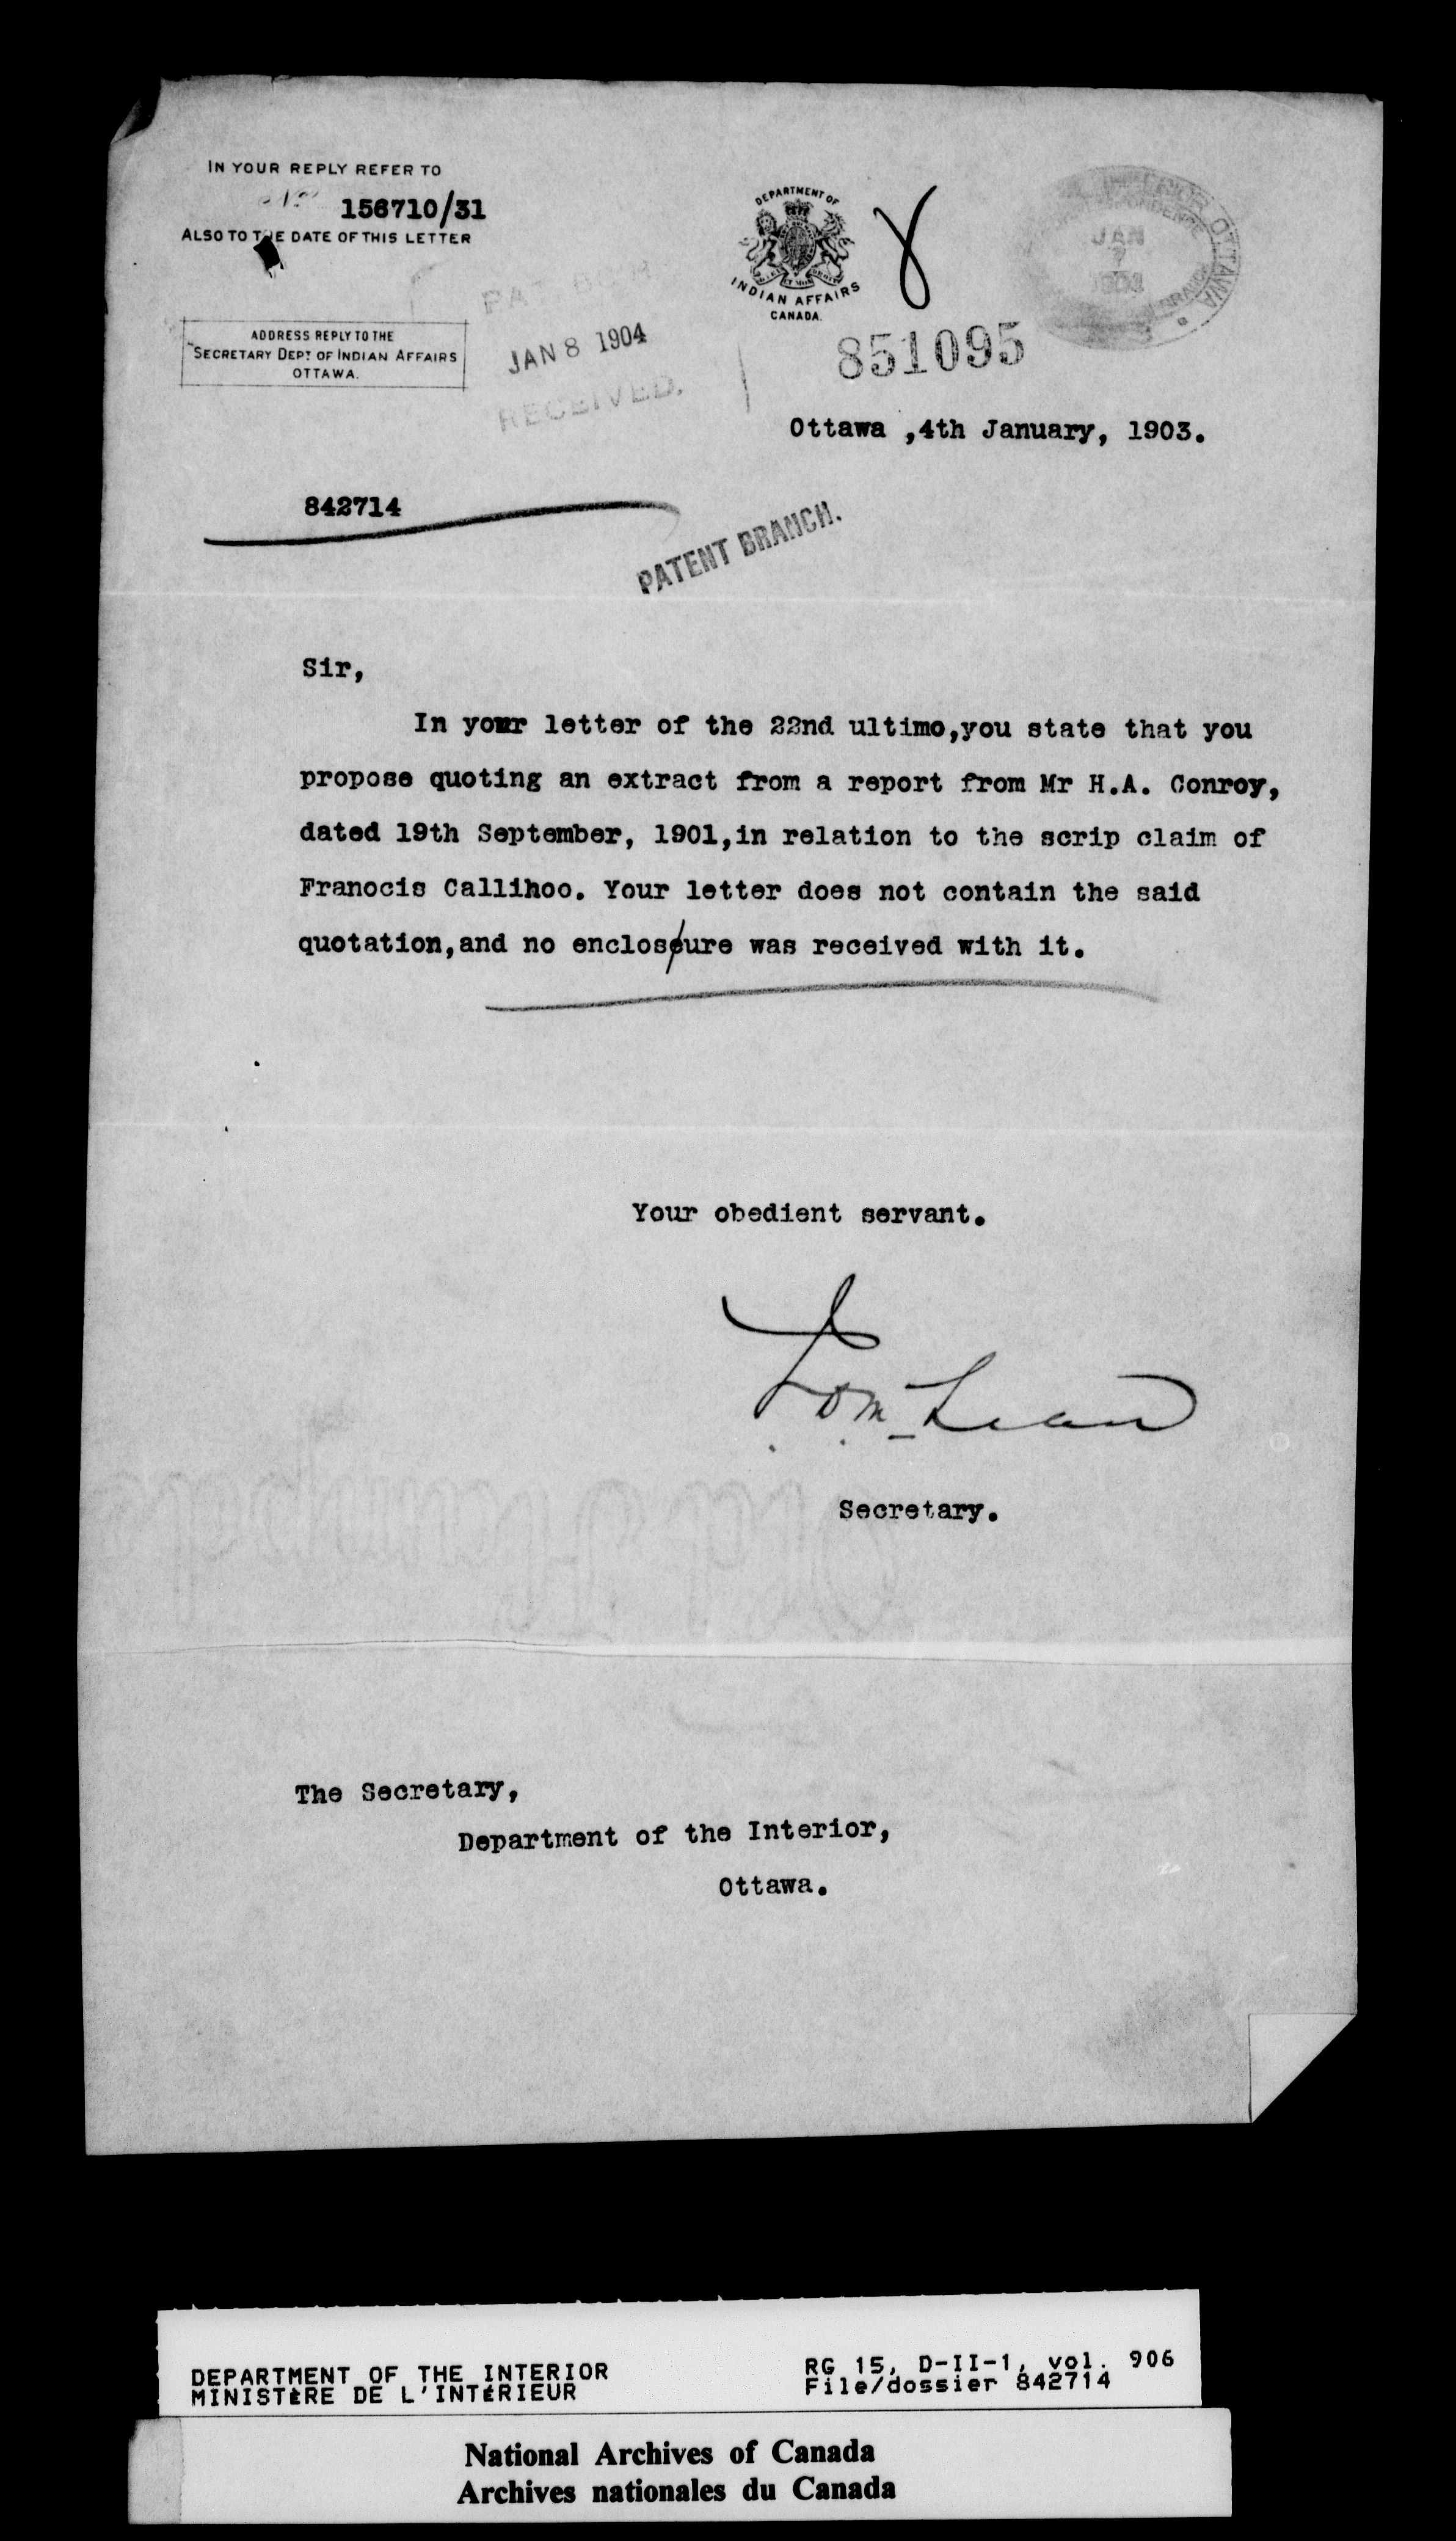 IN YOUR REPLY REFER TO
No 156710/31
ALSO TO THE DATE OF THIS LETTER
ADDRESS REPLY TO THE
SECRETARY DEPT OF INDIAN AFFAIRS
OTTAWA.
JAN 8 1904
RECEIVED.
DEPARTMENT OF
INDIAN AFFAIRS
CANADA.
8
OTTAWA
JAN
7
851095
Ottawa ,4th January, 1903.
842714
PATENT BRANCH.
Sir,
In your letter of the 22nd ultimo,you state that you
propose quoting an extract from a report from Mr H.A. Conroy,
dated 19th September, 1901,in relation to the scrip claim of
Franocis Callihoo. Your letter does not contain the said
quotation,and no encloseure was received with it.
Your obedient servant.
J.D. McLean
Secretary.
The Secretary,
Department of the Interior,
Ottawa.
DEPARTMENT OF THE INTERIOR
MINISTÈRE DE L'INTÉRIEUR
RG 15, D-II-1, vol. 906
File/dossier 842714
National Archives of Canada
Archives nationales du Canada